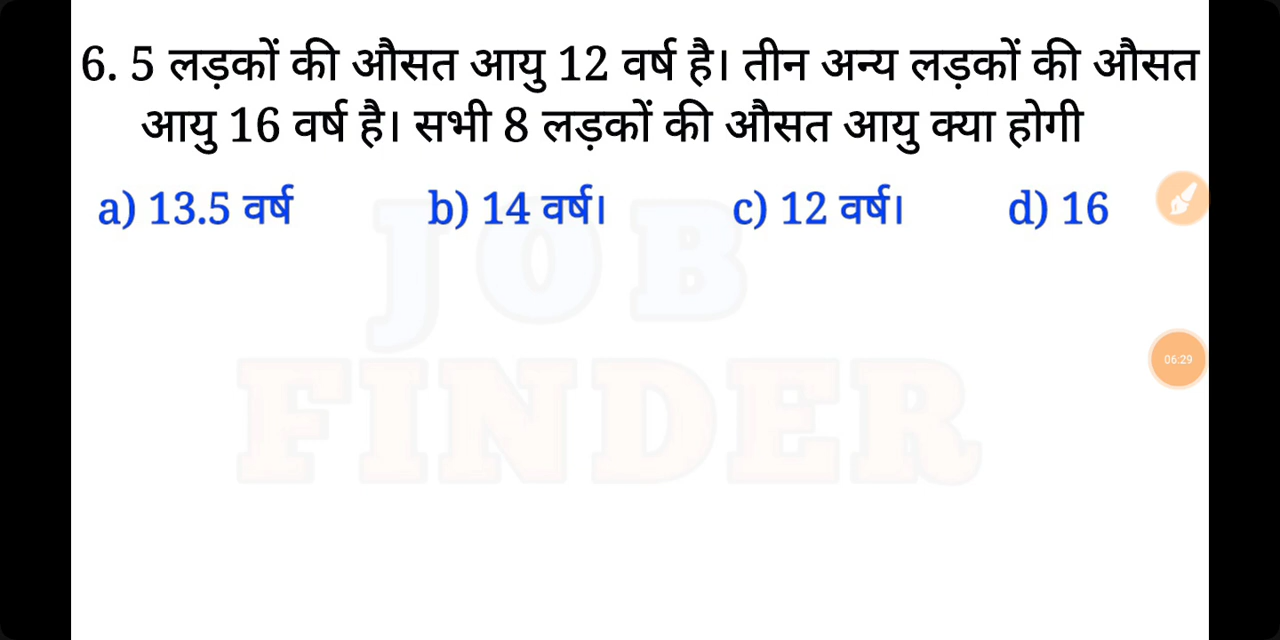 6. 5 लड़कों की औसत आयु 12 वर्ष है। तीन अन्य लड़कों की औसत
आयु 16 वर्ष है। सभी 8 लड़कों की औसत आयु क्या होगी
a) 13.5 वर्ष b) 14 वर्ष। c) 12 वर्ष। d) 16
JOB
FINDER
06:29